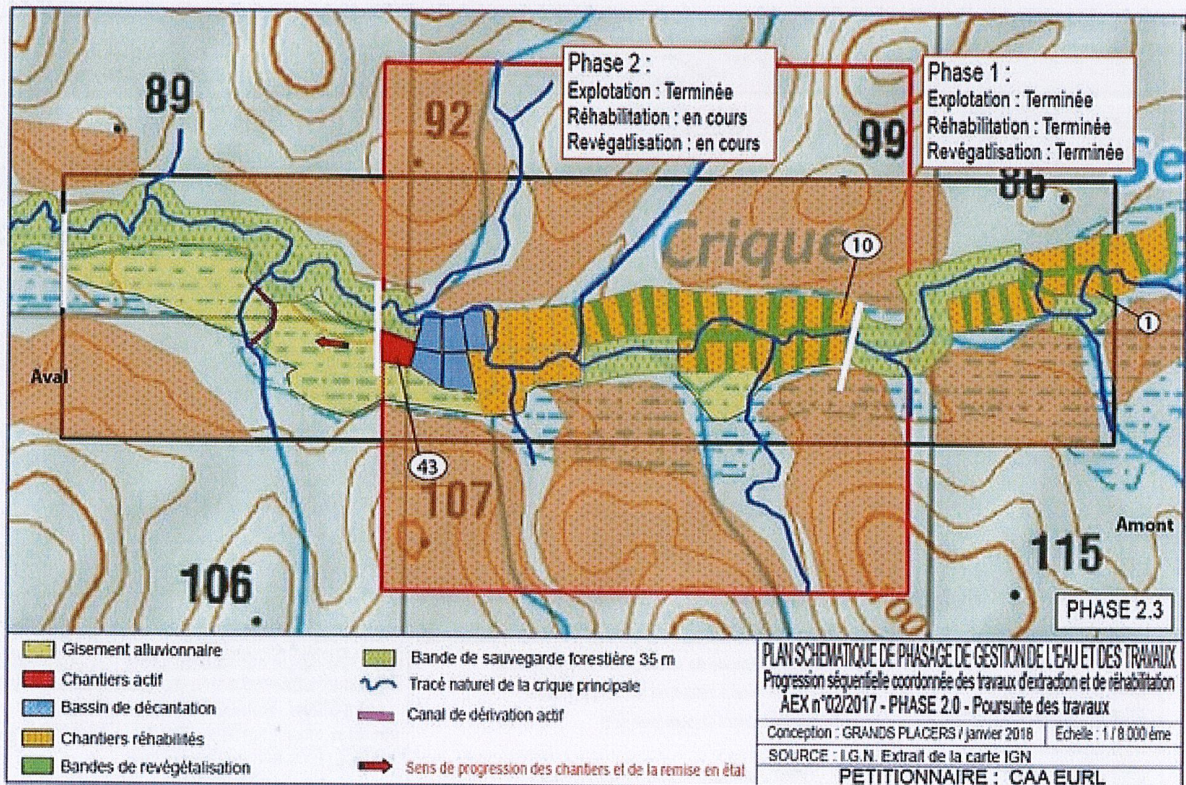 89
92
Phase 2 :
Explotation : Terminée
Réhabilitation : en cours
Revégatlisation : en cours
Phase 1 :
Explotation : Terminée
Réhabilitation : Terminée
Revégatlisation : Terminée
99
86
Se
Crique
10
1
Aval
43
107
106
Amont
115
100
PHASE 2.3
Gisement alluvionnaire
Chantiers actif
Bassin de décantation
Chantiers réhabilités
Bandes de revégétalisation
Bande de sauvegarde forestière 35 m
Tracé naturel de la crique principale
Canal de dérivation actif
Sens de progression des chantiers et de la remise en état
PLAN SCHEMATIQUE DE PHASAGE DE GESTION DE L'EAU ET DES TRAVAUX
Progression séquentielle coordonnée des travaux d'extraction et de réhabilitation
AEX n°02/2017 - PHASE 2.0 - Poursuite des travaux
Conception : GRANDS PLACERS / janvier 2018
Echelle : 1 / 8 000 ème
SOURCE : I.G.N. Extrait de la carte IGN
PETITIONNAIRE : CAA EURL